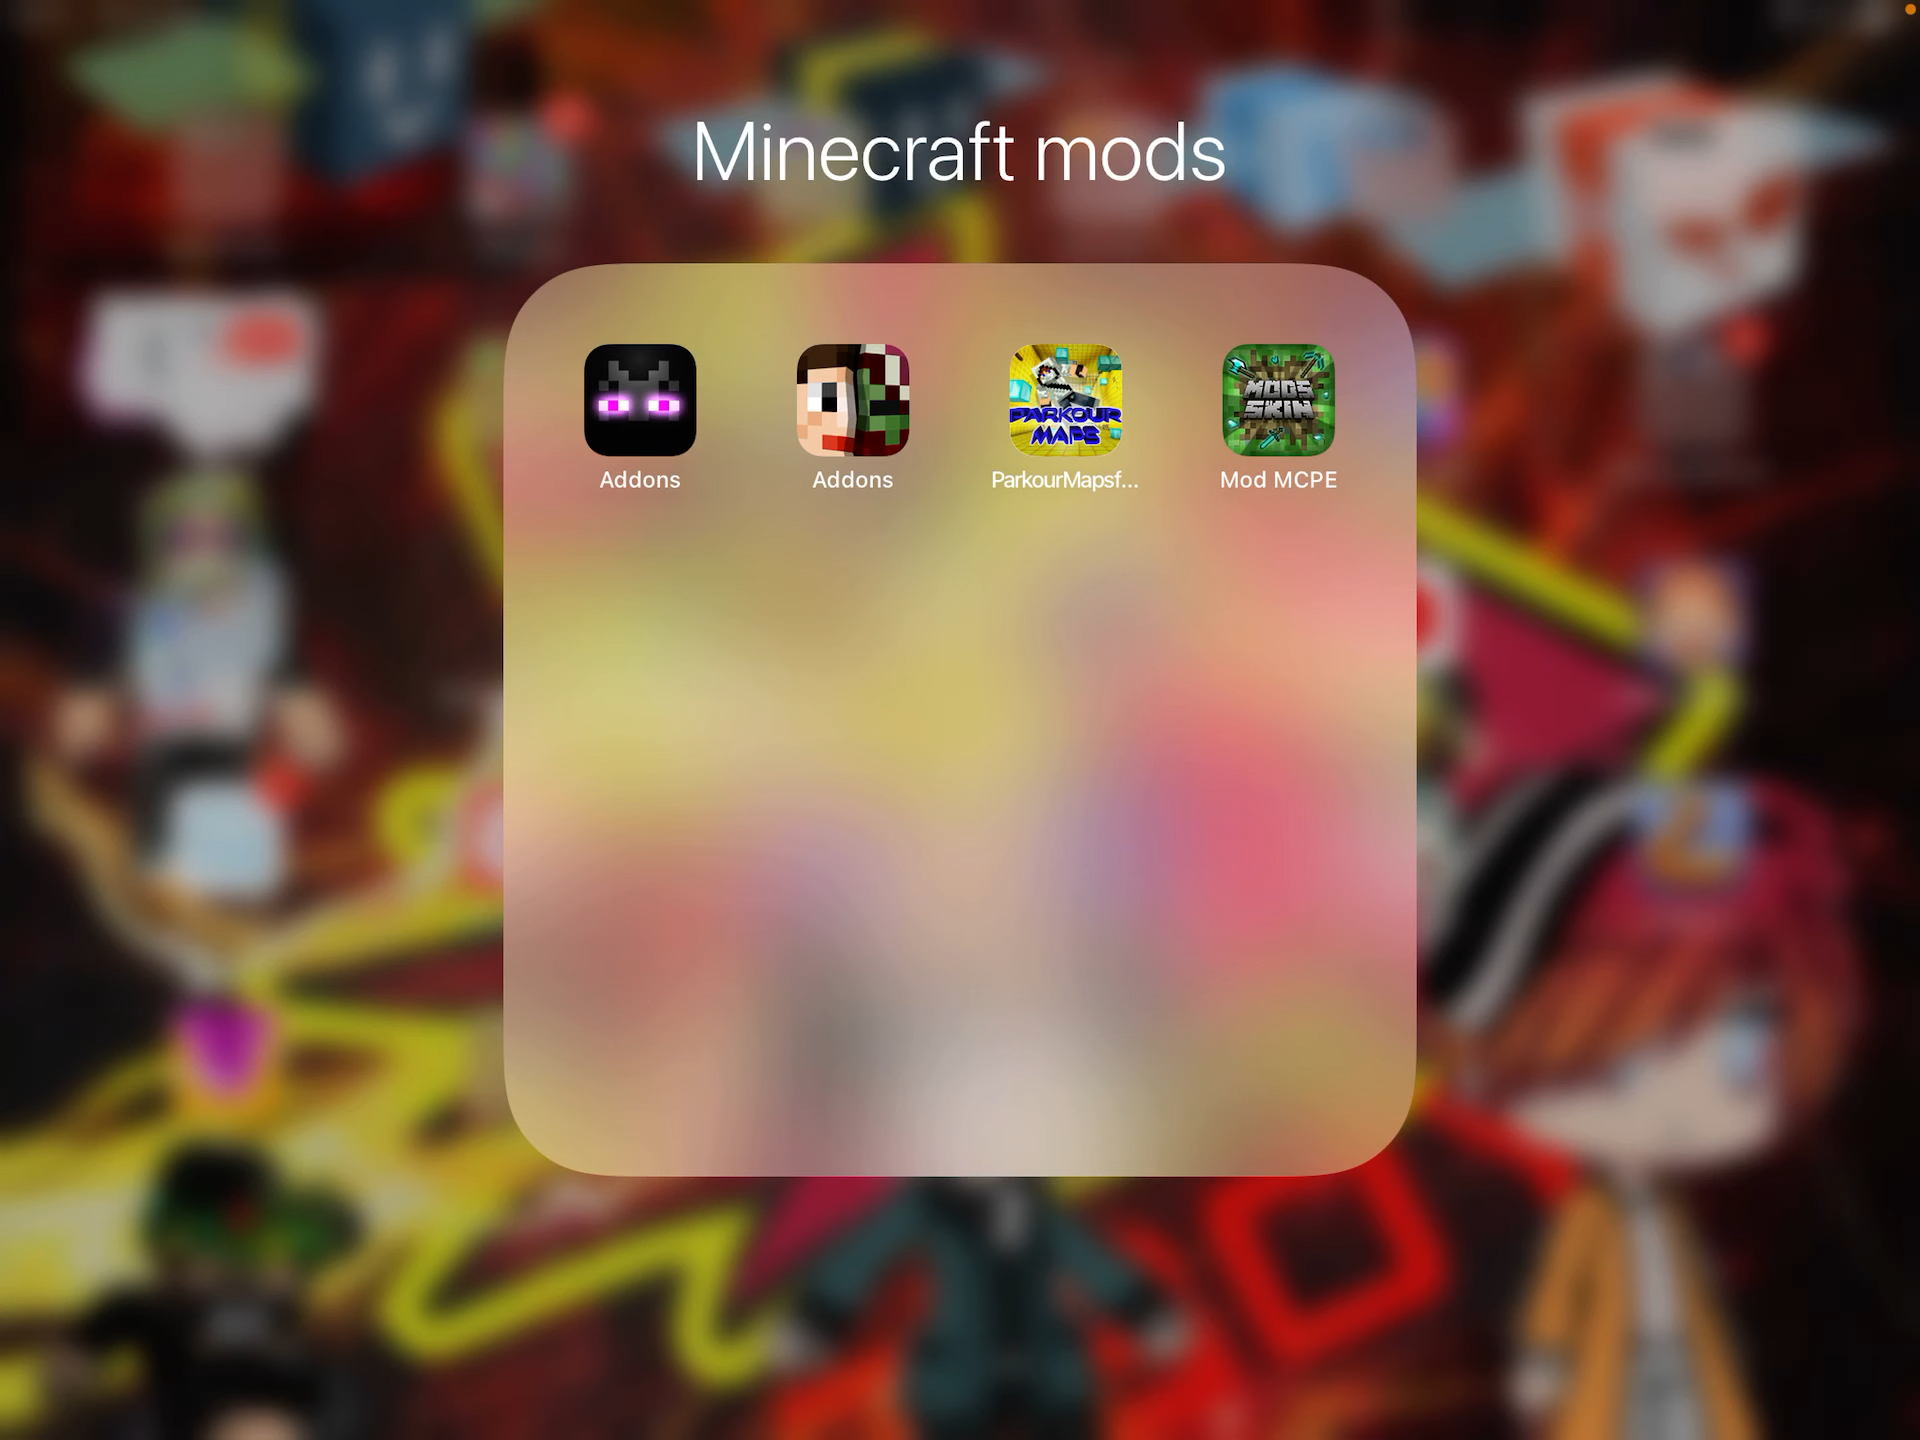 Minecraft mods
PARKOUR
MAPS
MODS
SKIN
Addons
Addons
ParkourMapsf...
Mod MCPE